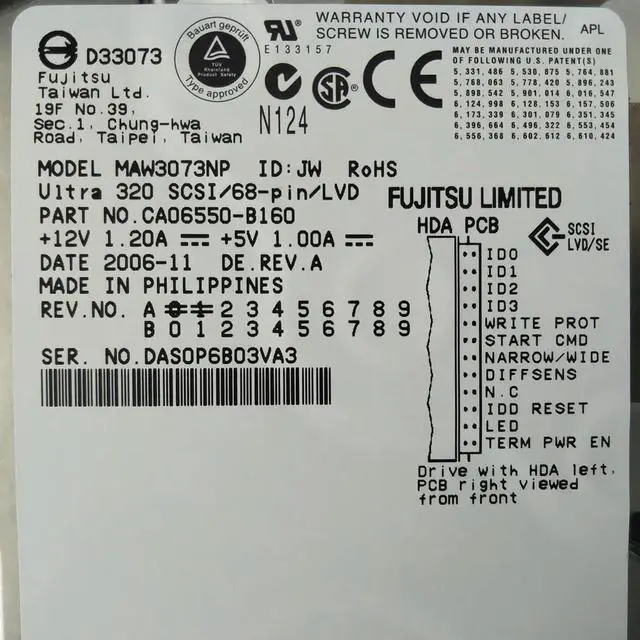 WARRANTY VOID IF ANY LABEL/
SCREW IS REMOVED OR BROKEN.
APL
D33073
Fujitsu
Taiwan Ltd.
19F No.39,
Sec.1, Chung-hwa
Road, Taipei, Taiwan
Bauart geprüft
TÜV
Rheinland
Product Safety
Type approved
E133157
N124
MAY BE MANUFACTURED UNDER ONE
OF FOLLOWING U.S.PATENT(S)
5,331,486 5,530,875 5,764,881
5,768,063 5,778,420 5,896,243
5,898,542 5,901,014 6,016,547
6,124,998 6,128,153 6,157,506
6,173,339 6,301,079 6,351,345
6,396,664 6,496,322 6,553,454
6,556,368 6,602,612 6,610,424
MODEL MAW3073NP ID:JW RoHS
Ultra 320 SCSI/68-pin/LVD
PART NO.CA06550-B160
+12V 1.20A +5V 1.00A
DATE 2006-11 DE.REV.A
MADE IN PHILIPPINES
REV.NO. A 0 1 2 3 4 5 6 7 8 9
B 0 1 2 3 4 5 6 7 8 9
SER. NO.DAS0P6B03VA3
FUJITSU LIMITED
HDA PCB
SCSI
LVD/SE
ID0
ID1
ID2
ID3
WRITE PROT
START CMD
NARROW/WIDE
DIFFSENS
N.C
IDD RESET
LED
TERM PWR EN
Drive with HDA left,
PCB right viewed
from front